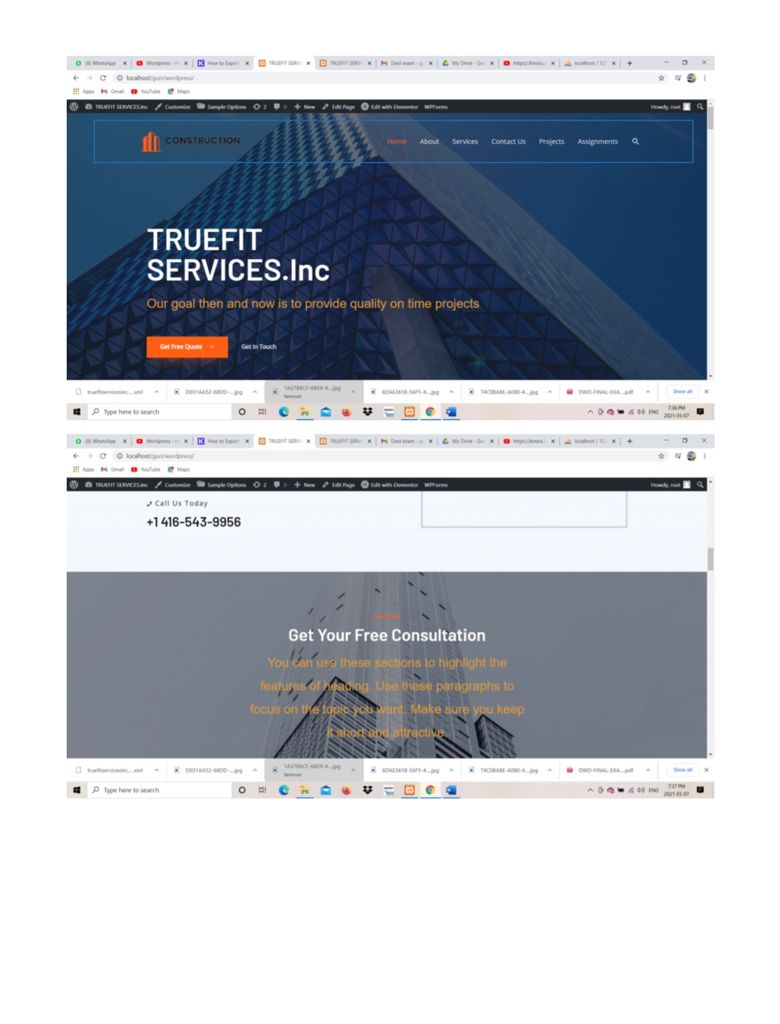 (8) WhatsApp
Wordpress - H
How to Export
TRUEFIT SERVI
TRUEFIT SERVI
Dwd exam - gu
My Drive - Goo
https://kinsta.c
localhost / 127
localhost/guri/wordpress/
Apps Gmail YouTube Maps
TRUEFIT SERVICES.Inc Customize Sample Options 2 0 New Edit Page Edit with Elementor WPForms Howdy, root
CONSTRUCTION
Home About Services Contact Us Projects Assignments
TRUEFIT
SERVICES.Inc
Our goal then and now is to provide quality on time projects
Get Free Quote →
Get In Touch
truefitservicesinc....xml
D031AA52-68DD-...jpg
1A37B6CF-6BE9-4...jpg
Removed
6DAE3618-56F5-4...jpg
74C0BA8E-A080-4...jpg
DWD-FINAL-EXA...pdf
Show all
Type here to search
ENG
7:36 PM
2021-03-07
(8) WhatsApp
Wordpress - H
How to Export
TRUEFIT SERVI
TRUEFIT SERVI
Dwd exam - gu
My Drive - Goo
https://kinsta.c
localhost / 127
localhost/guri/wordpress/
Apps Gmail YouTube Maps
TRUEFIT SERVICES.Inc Customize Sample Options 2 0 New Edit Page Edit with Elementor WPForms Howdy, root
Call Us Today
+1 416-543-9956
Get Your Free Consultation
You can use these sections to highlight the
features of heading. Use these paragraphs to
focus on the topic you want. Make sure you keep
it short and attractive.
truefitservicesinc....xml
D031AA52-68DD-...jpg
1A37B6CF-6BE9-4...jpg
Removed
6DAE3618-56F5-4...jpg
74C0BA8E-A080-4...jpg
DWD-FINAL-EXA...pdf
Show all
Type here to search
ENG
7:37 PM
2021-03-07